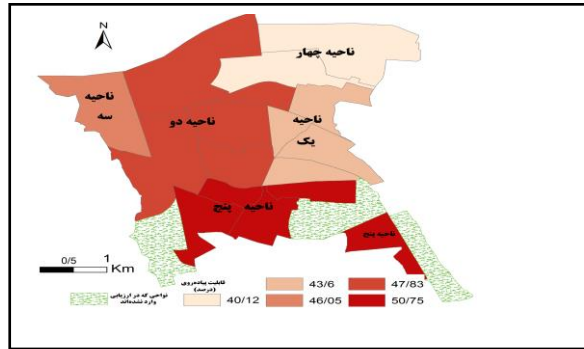 N
ناحیه چهار
ناحیه
سه
ناحیه دو
ناحیه
یک
ناحیه
پنج
ناحیه پنج
0/5 1
Km
نواحی که در ارزیابی
وارد نشده‌اند
قابلیت پیاده‌روی
(درصد)
40/12
43/6
46/05
47/83
50/75